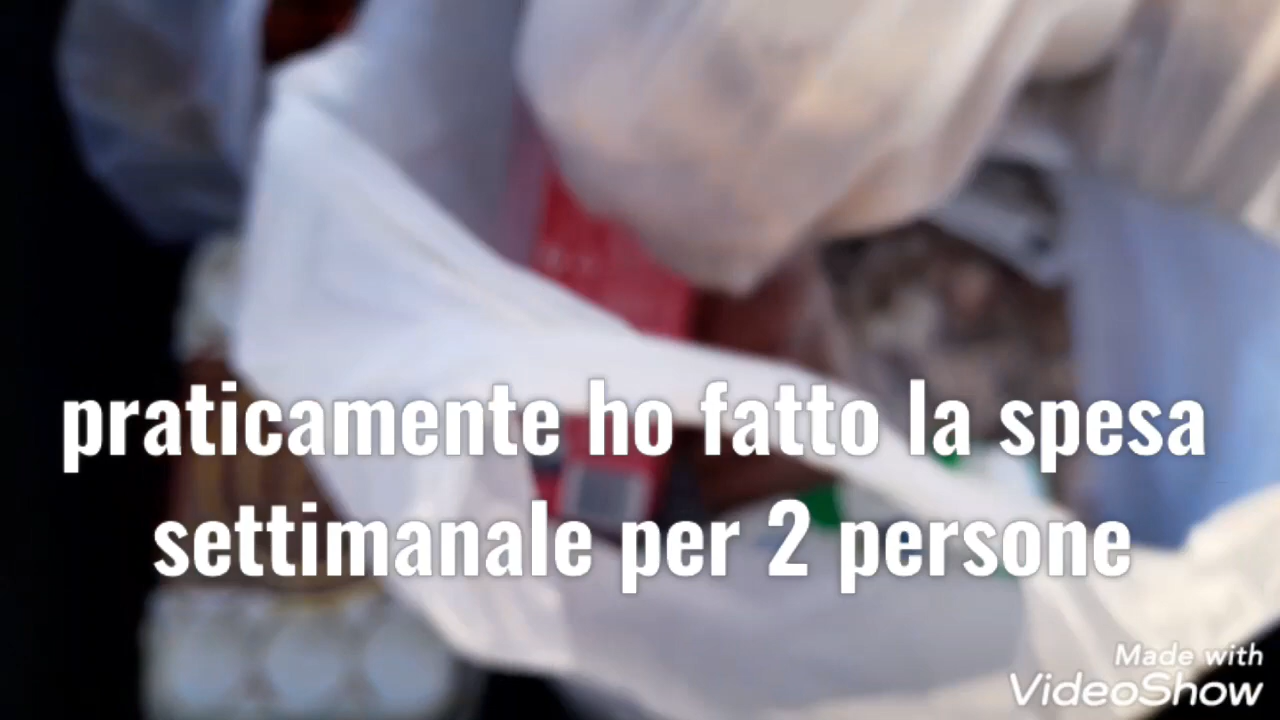 praticamente ho fatto la spesa
settimanale per 2 persone
Made with
VideoShow